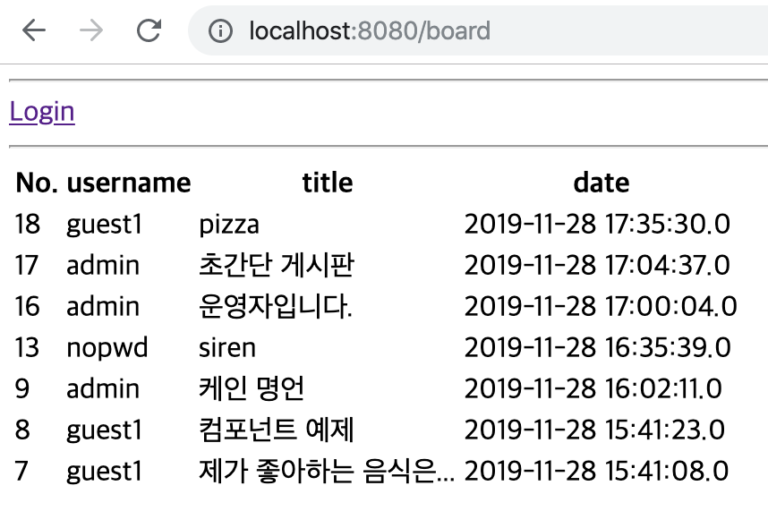 localhost:8080/board
Login
No. username title date
18 guest1 pizza 2019-11-28 17:35:30.0
17 admin 초간단 게시판 2019-11-28 17:04:37.0
16 admin 운영자입니다. 2019-11-28 17:00:04.0
13 nopwd siren 2019-11-28 16:35:39.0
9 admin 케인 명언 2019-11-28 16:02:11.0
8 guest1 컴포넌트 예제 2019-11-28 15:41:23.0
7 guest1 제가 좋아하는 음식은... 2019-11-28 15:41:08.0